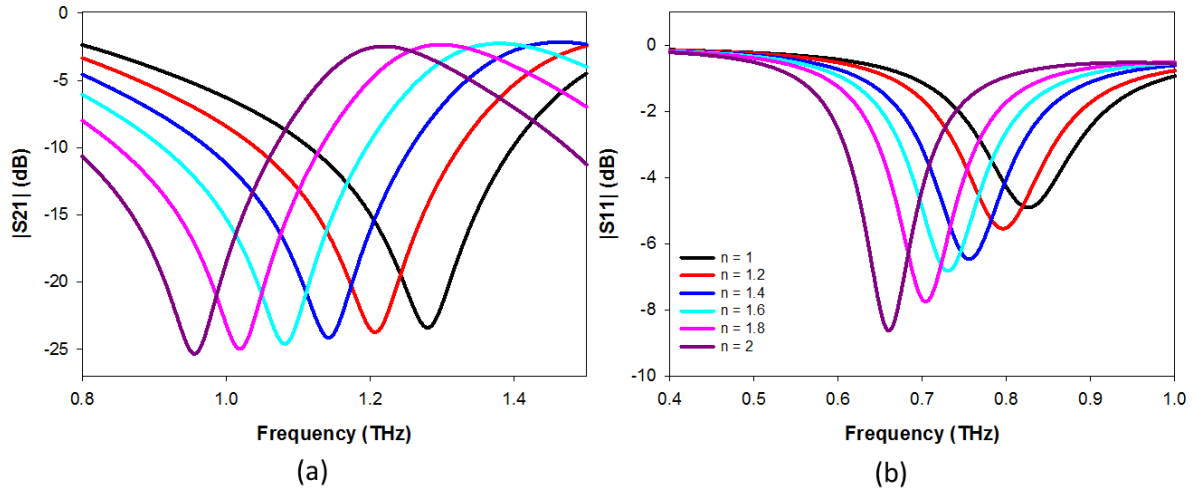 0
-5
-10
-15
-20
-25
|S21| (dB)
0.8 1.0 1.2 1.4
Frequency (THz)
(a)
0
-2
-4
-6
-8
-10
|S11| (dB)
n = 1
n = 1.2
n = 1.4
n = 1.6
n = 1.8
n = 2
0.4 0.5 0.6 0.7 0.8 0.9 1.0
Frequency (THz)
(b)